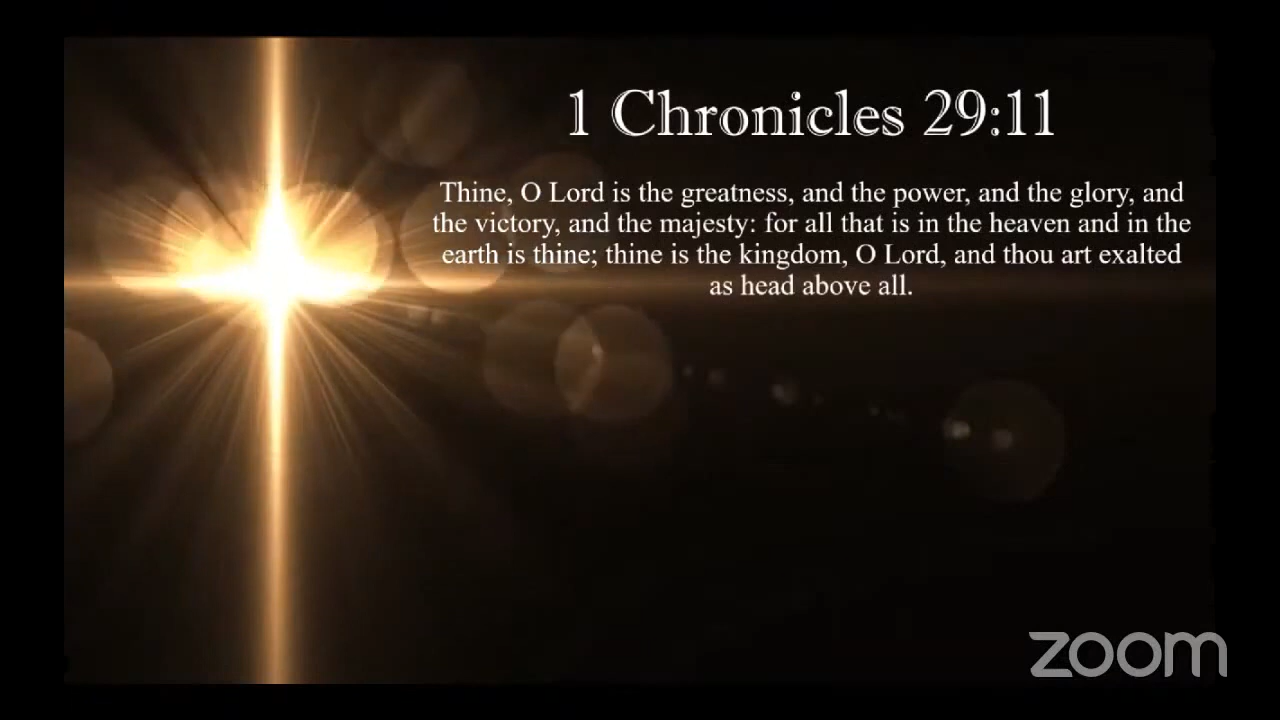 1 Chronicles 29:11
Thine, O Lord is the greatness, and the power, and the glory, and
the victory, and the majesty: for all that is in the heaven and in the
earth is thine; thine is the kingdom, O Lord, and thou art exalted
as head above all.
zoom